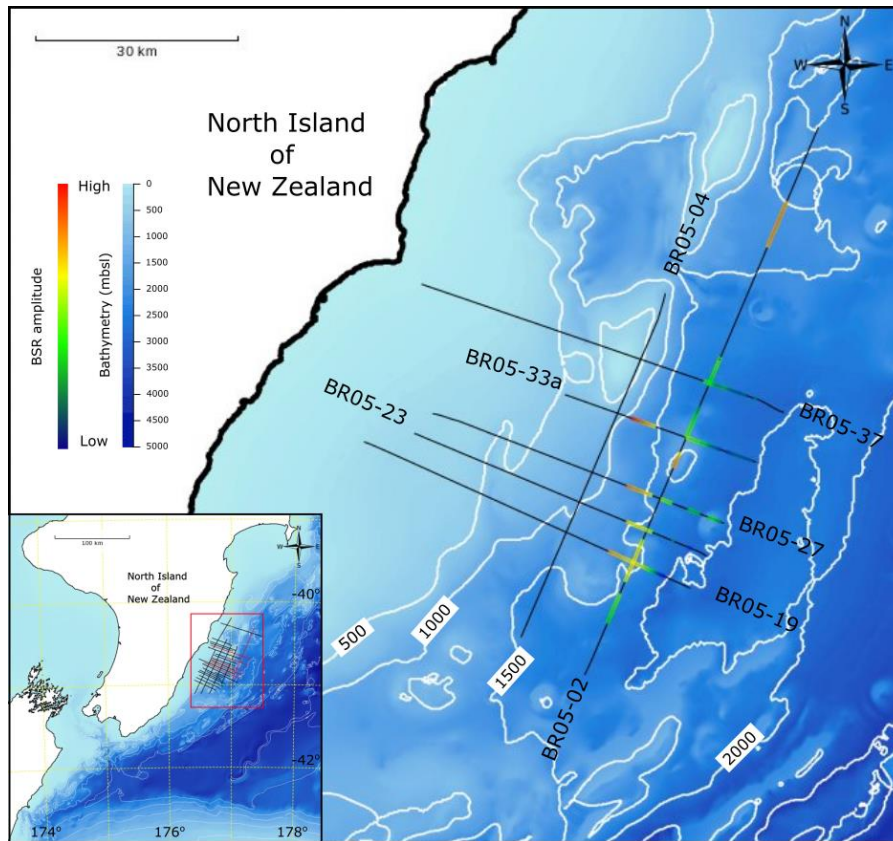 30 km
N
W E
S
North Island
of
New Zealand
High
Low
BSR amplitude
Bathymetry (mbsl)
0
500
1000
1500
2000
2500
3000
3500
4000
4500
5000
BR05-04
BR05-33a
BR05-23
BR05-37
BR05-27
BR05-19
BR05-02
500
1000
1500
2000
100 km
N
W E
S
North Island
of
New Zealand
-40°
-42°
174°
176°
178°